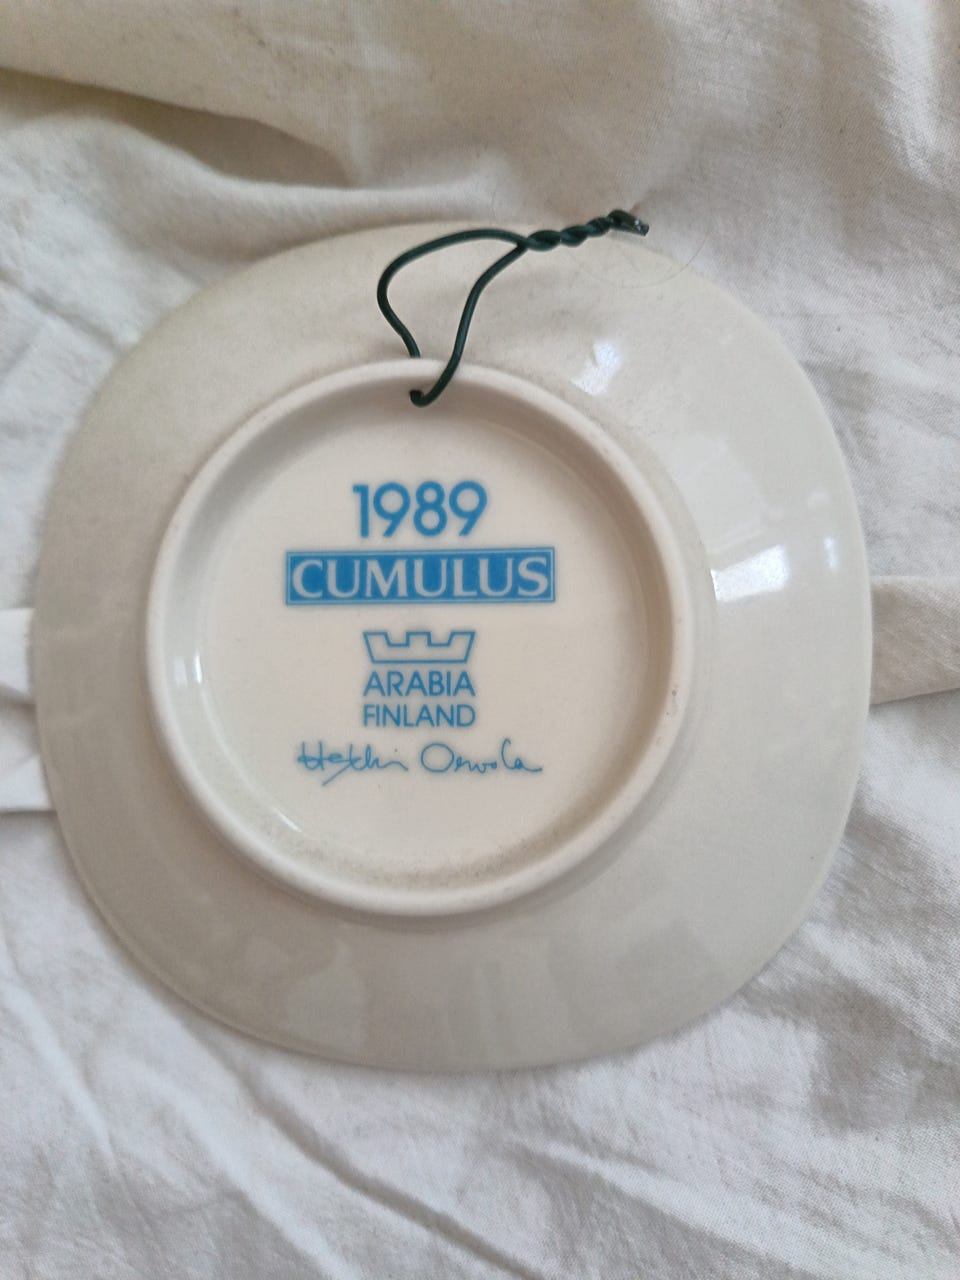 1989
CUMULUS
ARABIA
FINLAND
Heikki Orvola